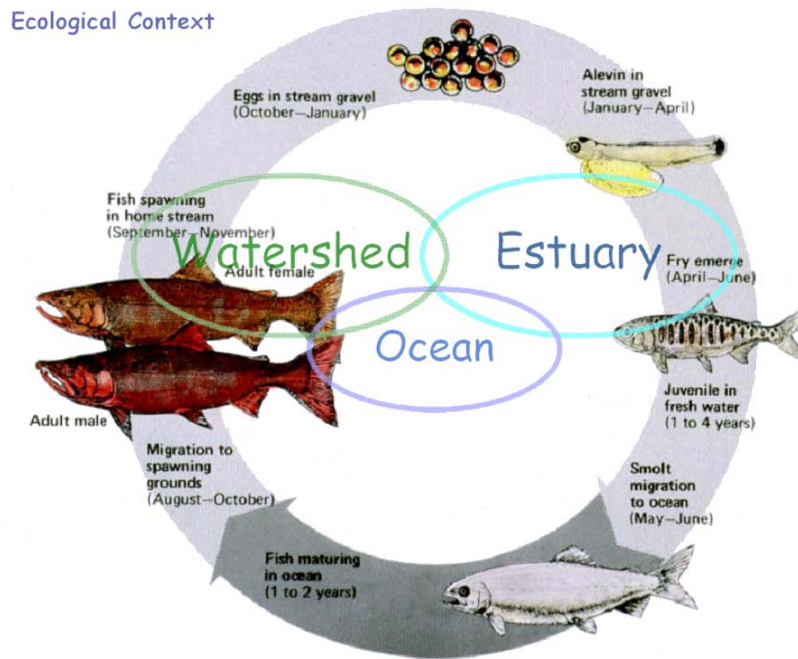 Ecological Context
Eggs in stream gravel
(October—January)
Alevin in
stream gravel
(January—April)
Fish spawning
in home stream
(September—November)
Watershed
Estuary
Adult female
Fry emerge
(April—June)
Ocean
Juvenile in
fresh water
(1 to 4 years)
Adult male
Migration to
spawning
grounds
(August—October)
Smolt
migration
to ocean
(May—June)
Fish maturing
in ocean
(1 to 2 years)